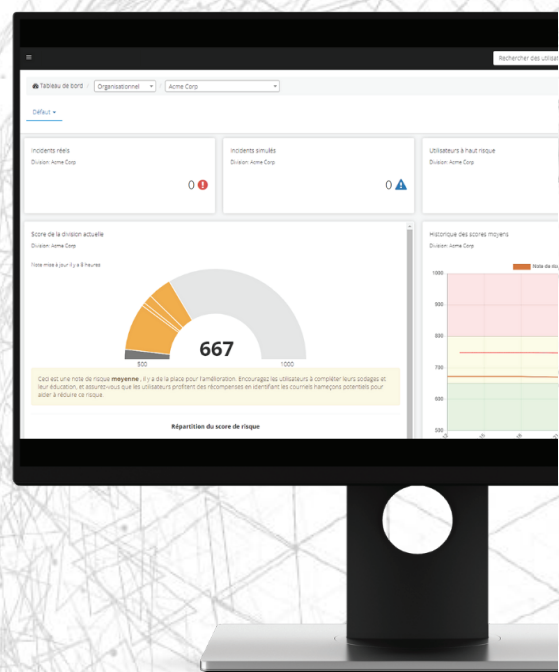 Rechercher des utilisat
Tableau de bord / Organisationnel / Acme Corp
Défaut
Incidents réels
Division: Acme Corp
0
Incidents simulés
Division: Acme Corp
0
Utilisateurs à haut risque
Division: Acme Corp
Score de la division actuelle
Division: Acme Corp
Note mise à jour il y a 8 heures
667
500
1000
Ceci est une note de risque moyenne , il y a de la place pour l'amélioration. Encouragez les utilisateurs à compléter leurs sodages et
leur éducation, et assurez-vous que les utilisateurs profitent des récompenses en identifiant les courriels hameçons potentiels pour
aider à réduire ce risque.
Répartition du score de risque
Historique des scores moyens
Division: Acme Corp
Note de ris
1000
900
800
700
600
500